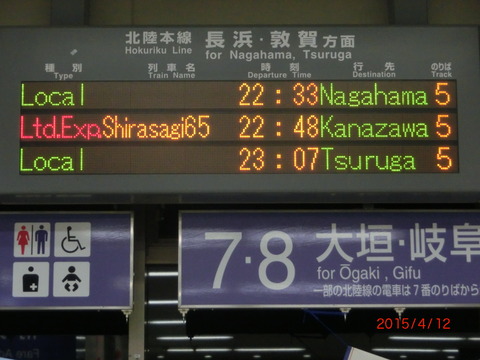 北陸本線 長浜・敦賀 方面
Hokuriku Line for Nagahama, Tsuruga
種別 列車名 時刻 行先 のりば
Type Train Name Departure Time Destination Track
Local 22:33 Nagahama 5
Ltd.Exp. Shirasagi65 22:48 Kanazawa 5
Local 23:07 Tsuruga 5
7・8 大垣・岐阜
for Ōgaki, Gifu
一部の北陸線の電車は7番のりばから
2015/4/12